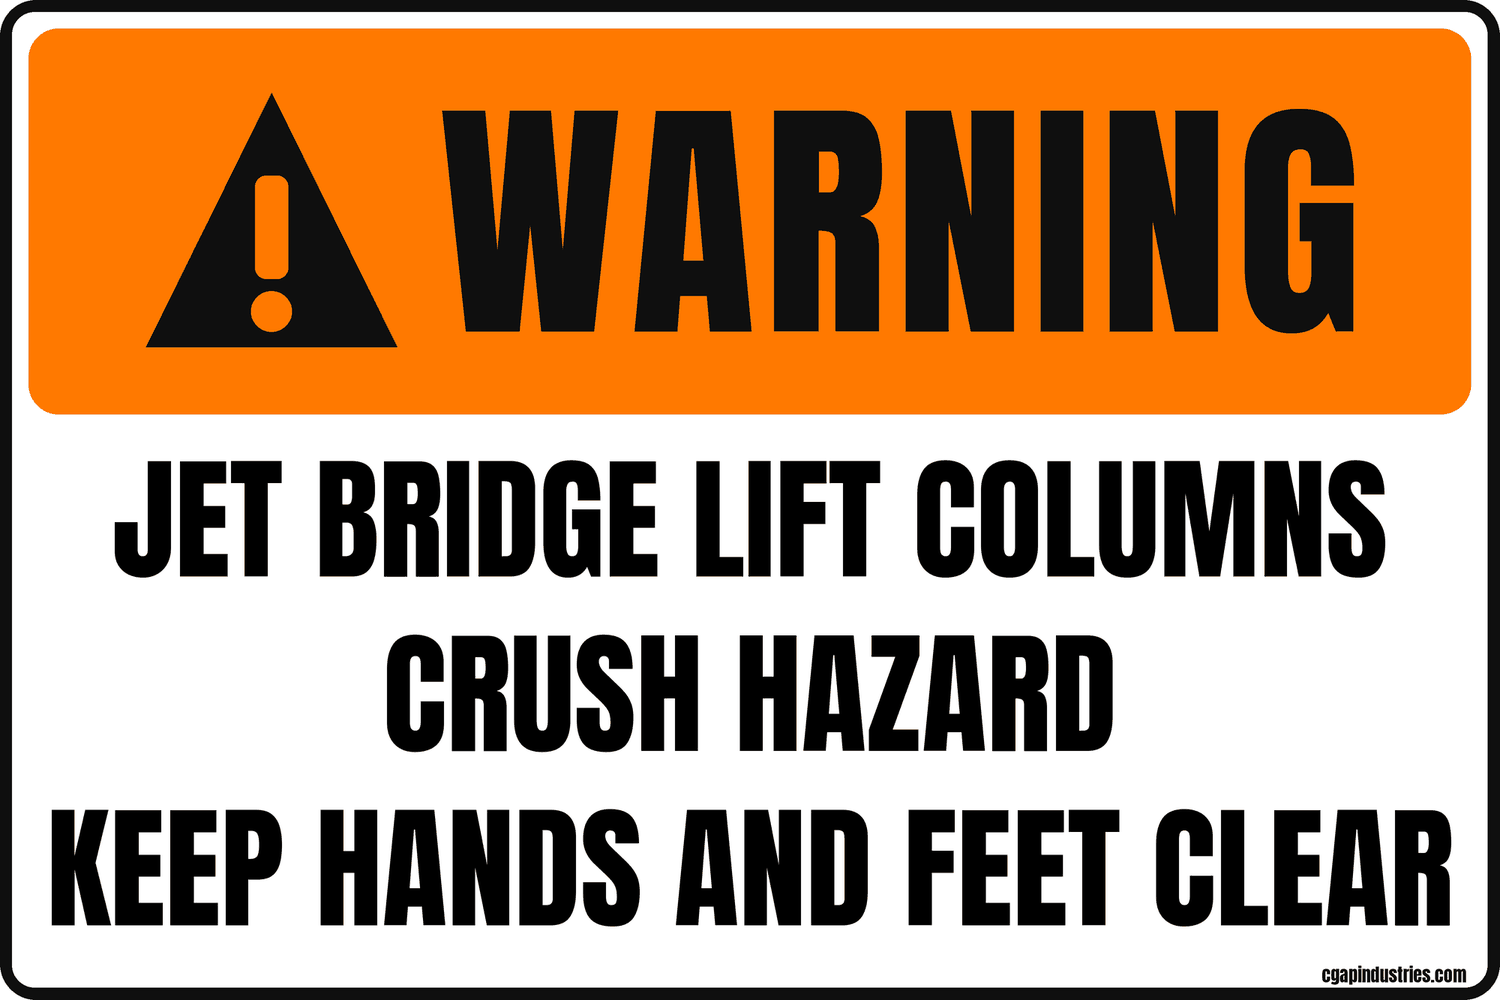 WARNING
JET BRIDGE LIFT COLUMNS
CRUSH HAZARD
KEEP HANDS AND FEET CLEAR
cgapindustries.com